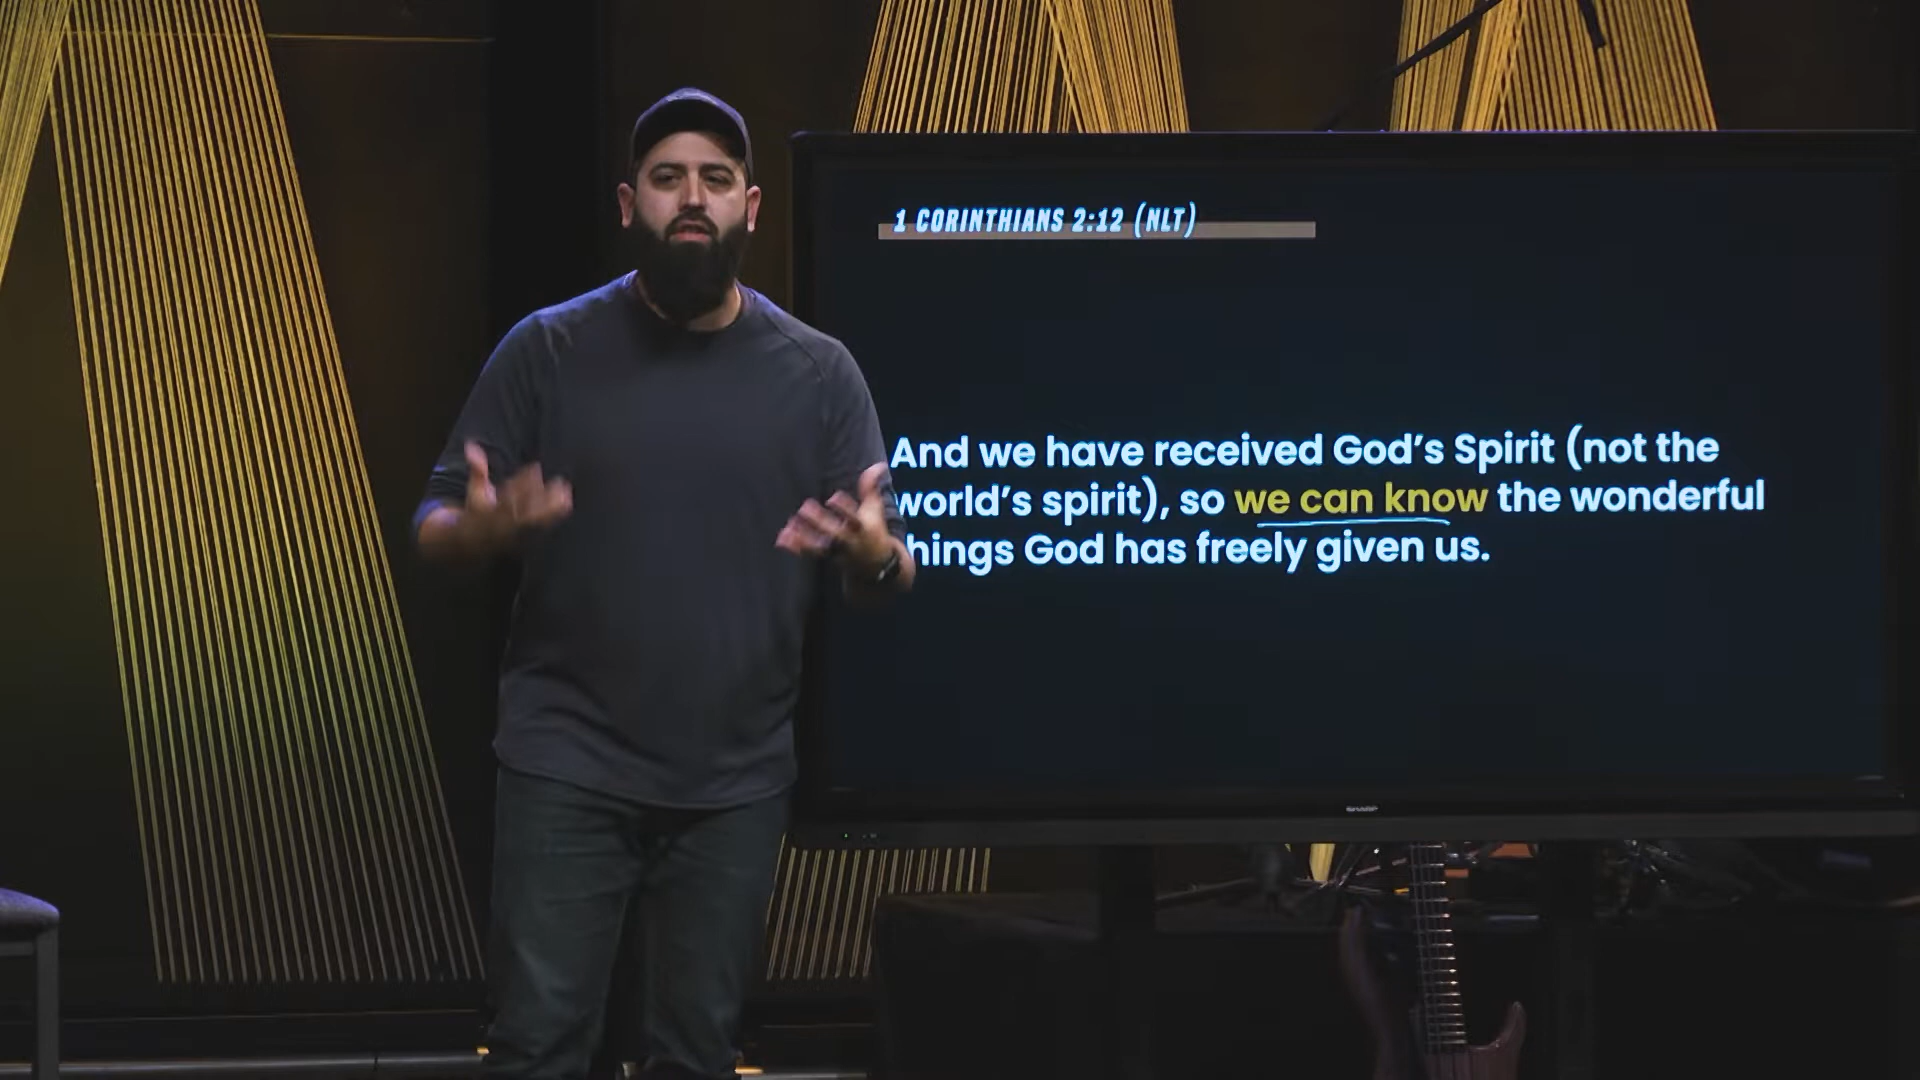 1 CORINTHIANS 2:12 (NLT)
And we have received God's Spirit (not the
world's spirit), so we can know the wonderful
things God has freely given us.
SHARP